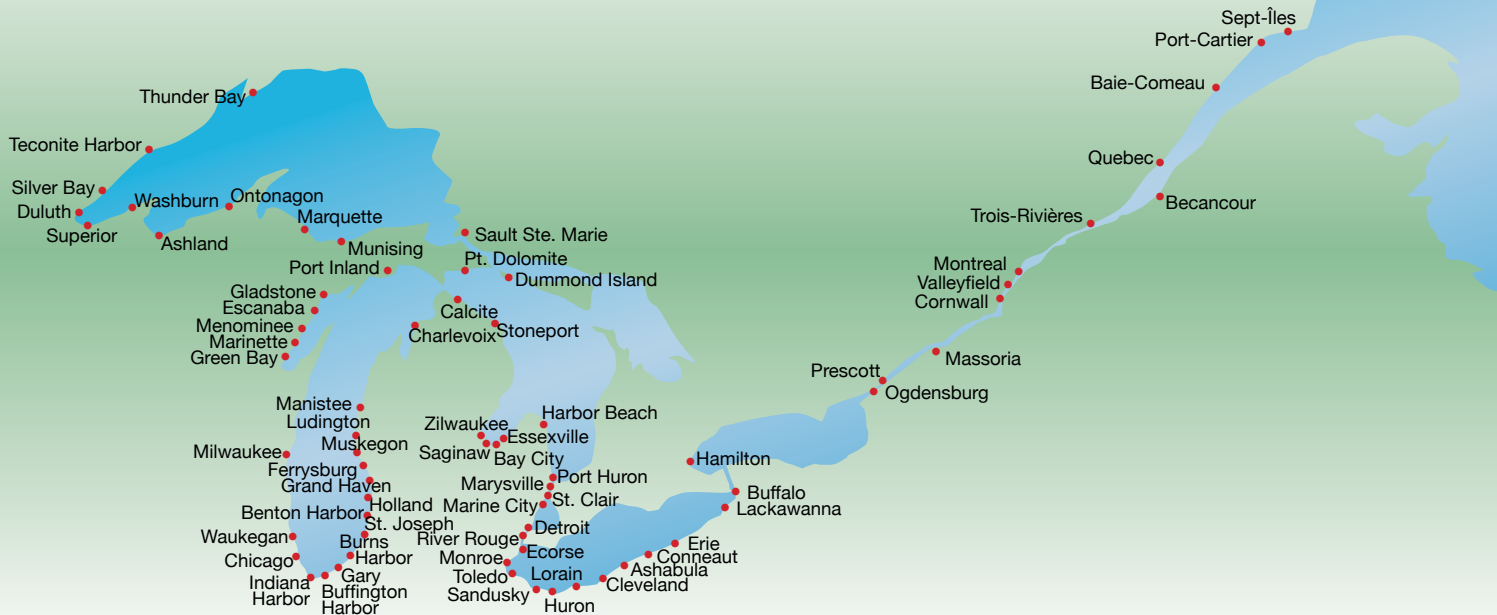 Sept-Îles
Port-Cartier
Baie-Comeau
Thunder Bay
Teconite Harbor
Quebec
Silver Bay
Washburn
Ontonagon
Duluth
Becancour
Superior
Marquette
Trois-Rivières
Ashland
Munising
Sault Ste. Marie
Port Inland
Pt. Dolomite
Montreal
Dummond Island
Valleyfield
Gladstone
Cornwall
Escanaba
Calcite
Menominee
Charlevoix
Stoneport
Marinette
Green Bay
Massoria
Prescott
Ogdensburg
Manistee
Ludington
Harbor Beach
Zilwaukee
Muskegon
Essexville
Milwaukee
Saginaw
Bay City
Hamilton
Ferrysburg
Port Huron
Grand Haven
Marysville
Buffalo
Holland
Marine City
St. Clair
Lackawanna
Benton Harbor
St. Joseph
Detroit
Waukegan
River Rouge
Burns
Harbor
Erie
Chicago
Monroe
Ecorse
Conneaut
Gary
Toledo
Lorain
Ashabula
Indiana
Harbor
Buffington
Harbor
Sandusky
Cleveland
Huron